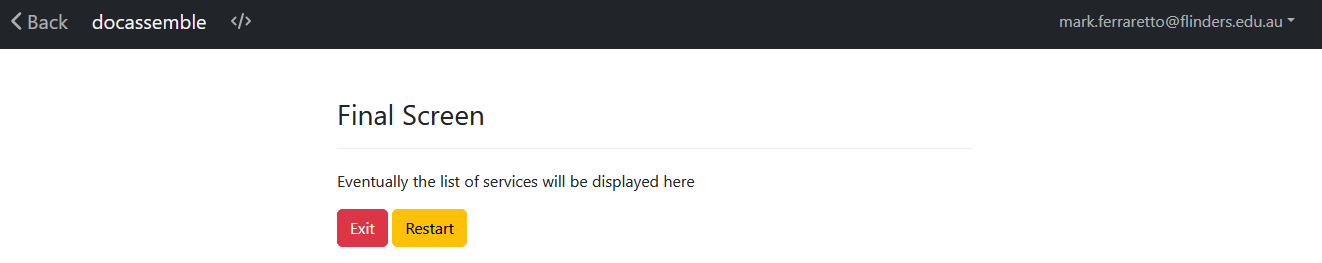 Back docassemble </> mark.ferraretto@flinders.edu.au
Final Screen
Eventually the list of services will be displayed here
Exit Restart